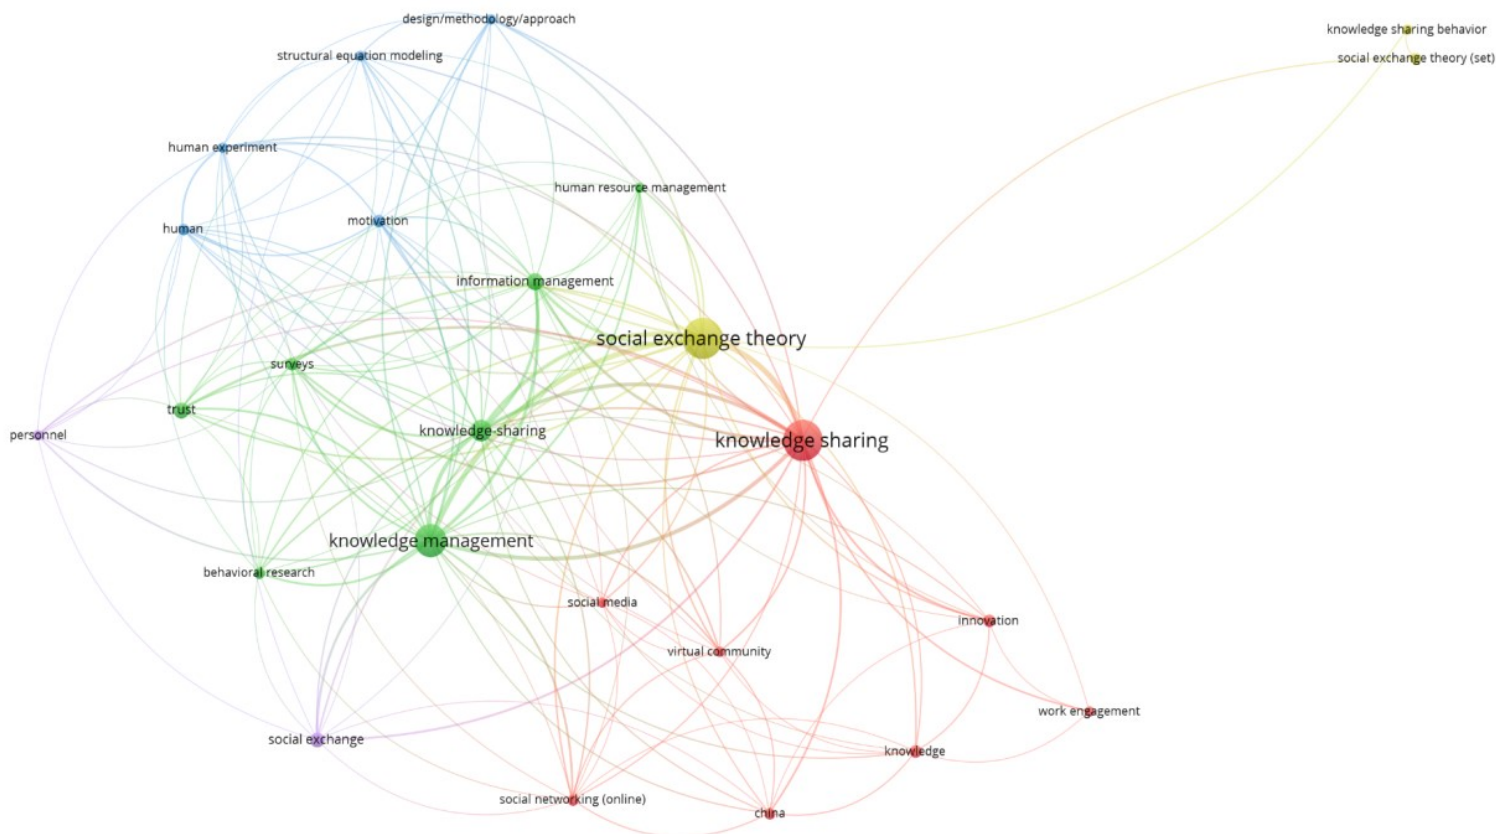 design/methodology/approach
knowledge sharing behavior
structural equation modeling
social exchange theory (set)
human experiment
human resource management
motivation
human
information management
social exchange theory
surveys
trust
knowledge-sharing
personnel
knowledge sharing
knowledge management
behavioral research
social media
innovation
virtual community
work engagement
social exchange
knowledge
social networking (online)
china